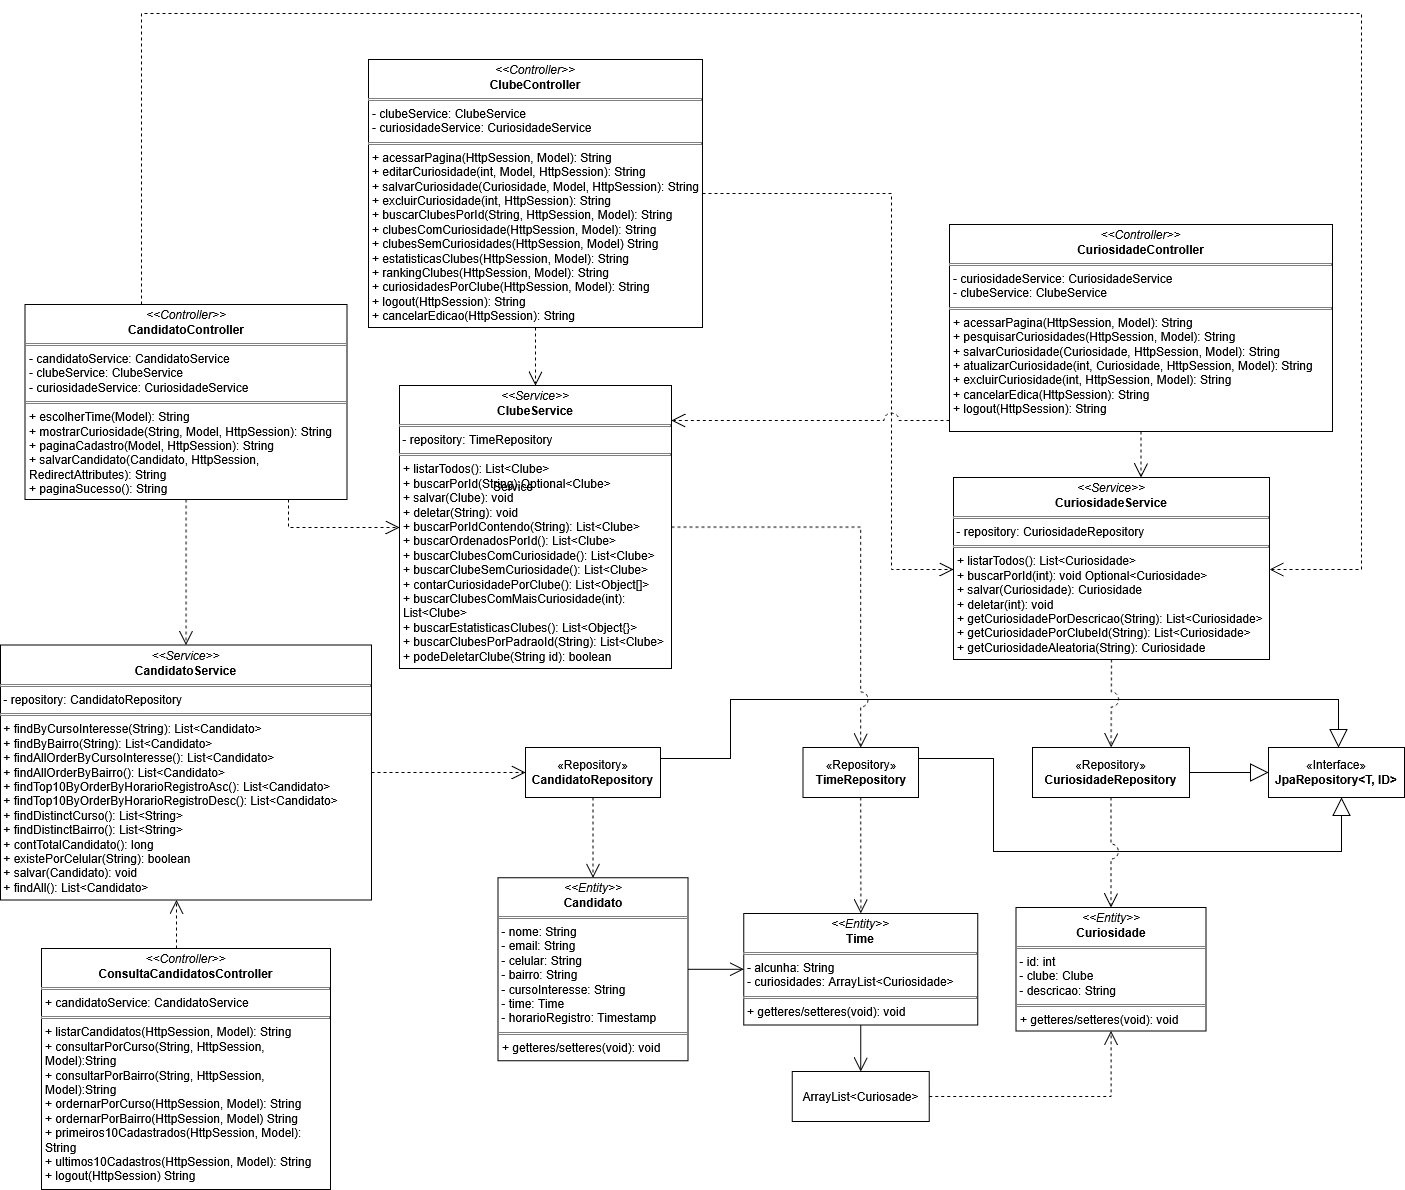 <<Controller>>
ClubeController
- clubeService: ClubeService
- curiosidadeService: CuriosidadeService
+ acessarPagina(HttpSession, Model): String
+ editarCuriosidade(int, Model, HttpSession): String
+ salvarCuriosidade(Curiosidade, Model, HttpSession): String
+ excluirCuriosidade(int, HttpSession): String
+ buscarClubesPorId(String, HttpSession, Model): String
+ clubesComCuriosidade(HttpSession, Model): String
+ clubesSemCuriosidades(HttpSession, Model) String
+ estatisticasClubes(HttpSession, Model): String
+ rankingClubes(HttpSession, Model): String
+ curiosidadesPorClube(HttpSession, Model): String
+ logout(HttpSession): String
+ cancelarEdicao(HttpSession): String
<<Controller>>
CuriosidadeController
- curiosidadeService: CuriosidadeService
- clubeService: ClubeService
+ acessarPagina(HttpSession, Model): String
+ pesquisarCuriosidades(HttpSession, Model): String
+ salvarCuriosidade(Curiosidade, HttpSession, Model): String
+ atualizarCuriosidade(int, Curiosidade, HttpSession, Model): String
+ excluirCuriosidade(int, HttpSession, Model): String
+ cancelarEdica(HttpSession): String
+ logout(HttpSession): String
<<Controller>>
CandidatoController
- candidatoService: CandidatoService
- clubeService: ClubeService
- curiosidadeService: CuriosidadeService
+ escolherTime(Model): String
+ mostrarCuriosidade(String, Model, HttpSession): String
+ paginaCadastro(Model, HttpSession): String
+ salvarCandidato(Candidato, HttpSession,
RedirectAttributes): String
+ paginaSucesso(): String
<<Service>>
ClubeService
- repository: TimeRepository
+ listarTodos(): List<Clube>
+ buscarPorId(String):Optional<Clube>
Service
+ salvar(Clube): void
+ deletar(String): void
+ buscarPorIdContendo(String): List<Clube>
+ buscarOrdenadosPorId(): List<Clube>
+ buscarClubesComCuriosidade(): List<Clube>
+ buscarClubeSemCuriosidade(): List<Clube>
+ contarCuriosidadePorClube(): List<Object[]>
+ buscarClubesComMaisCuriosidade(int):
List<Clube>
+ buscarEstatisticasClubes(): List<Object{}>
+ buscarClubesPorPadraoId(String): List<Clube>
+ podeDeletarClube(String id): boolean
<<Service>>
CuriosidadeService
- repository: CuriosidadeRepository
+ listarTodos(): List<Curiosidade>
+ buscarPorId(int): void Optional<Curiosidade>
+ salvar(Curiosidade): Curiosidade
+ deletar(int): void
+ getCuriosidadePorDescricao(String): List<Curiosidade>
+ getCuriosidadePorClubeId(String): List<Curiosidade>
+ getCuriosidadeAleatoria(String): Curiosidade
<<Service>>
CandidatoService
- repository: CandidatoRepository
+ findByCursoInteresse(String): List<Candidato>
+ findByBairro(String): List<Candidato>
+ findAllOrderByCursoInteresse(): List<Candidato>
+ findAllOrderByBairro(): List<Candidato>
+ findTop10ByOrderByHorarioRegistroAsc(): List<Candidato>
+ findTop10ByOrderByHorarioRegistroDesc(): List<Candidato>
+ findDistinctCurso(): List<String>
+ findDistinctBairro(): List<String>
+ contTotalCandidato(): long
+ existePorCelular(String): boolean
+ salvar(Candidato): void
+ findAll(): List<Candidato>
«Repository»
CandidatoRepository
«Repository»
TimeRepository
«Repository»
CuriosidadeRepository
«Interface»
JpaRepository<T, ID>
<<Entity>>
Candidato
- nome: String
- email: String
- celular: String
- bairro: String
- cursoInteresse: String
- time: Time
- horarioRegistro: Timestamp
+ getteres/setteres(void): void
<<Entity>>
Time
- alcunha: String
- curiosidades: ArrayList<Curiosidade>
+ getteres/setteres(void): void
<<Entity>>
Curiosidade
- id: int
- clube: Clube
- descricao: String
+ getteres/setteres(void): void
ArrayList<Curiosade>
<<Controller>>
ConsultaCandidatosController
+ candidatoService: CandidatoService
+ listarCandidatos(HttpSession, Model): String
+ consultarPorCurso(String, HttpSession,
Model):String
+ consultarPorBairro(String, HttpSession,
Model):String
+ ordernarPorCurso(HttpSession, Model): String
+ ordernarPorBairro(HttpSession, Model) String
+ primeiros10Cadastrados(HttpSession, Model):
String
+ ultimos10Cadastros(HttpSession, Model): String
+ logout(HttpSession) String